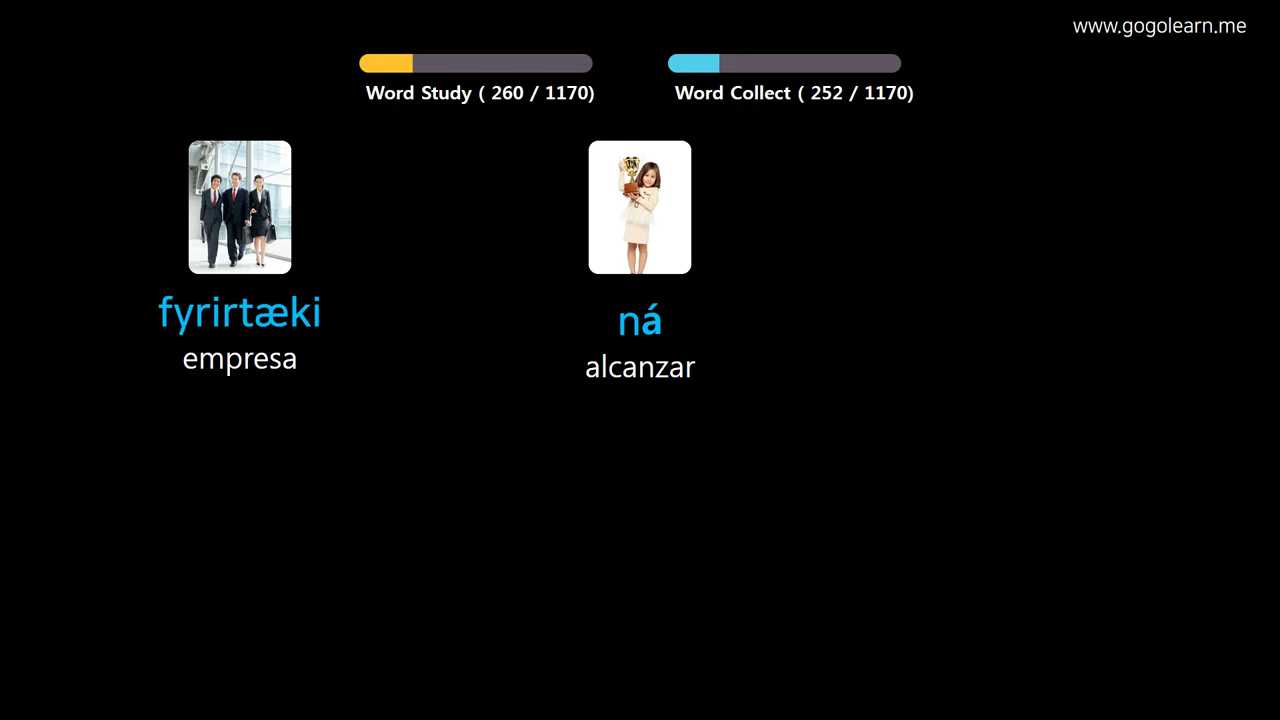 www.gogolearn.me
Word Study ( 260 / 1170)
Word Collect ( 252 / 1170)
fyrirtæki
empresa
ná
alcanzar